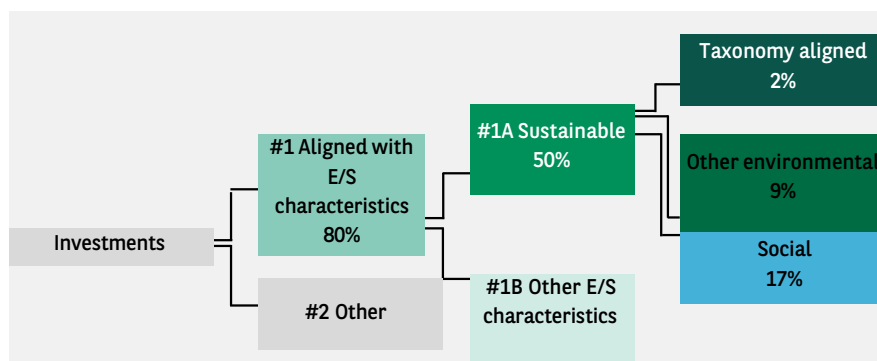 Investments
#1 Aligned with
E/S
characteristics
80%
#2 Other
#1A Sustainable
50%
#1B Other E/S
characteristics
Taxonomy aligned
2%
Other environmental
9%
Social
17%